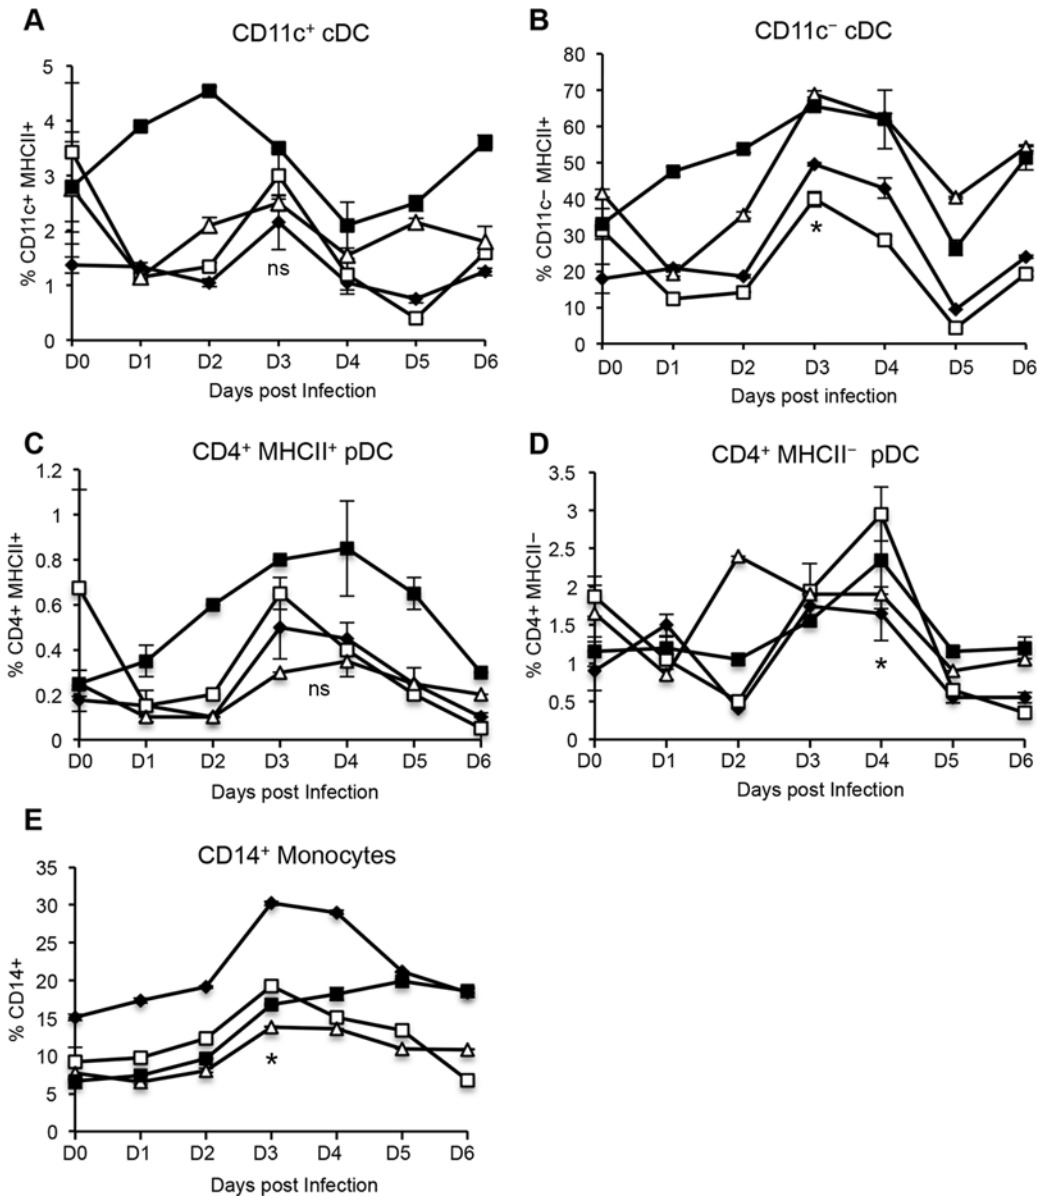 A
CD11c⁺ cDC
% CD11c+ MHCII+
5
4
3
2
1
0
ns
D0 D1 D2 D3 D4 D5 D6
Days post Infection
B
CD11c⁻ cDC
% CD11c− MHCII+
80
70
60
50
40
30
20
10
0
*
D0 D1 D2 D3 D4 D5 D6
Days post infection
C
CD4⁺ MHCII⁺ pDC
% CD4+ MHCII+
1.2
1
0.8
0.6
0.4
0.2
0
ns
D0 D1 D2 D3 D4 D5 D6
Days post Infection
D
CD4⁺ MHCII⁻ pDC
% CD4+ MHCII−
3.5
3
2.5
2
1.5
1
0.5
0
*
D0 D1 D2 D3 D4 D5 D6
Days post Infection
E
CD14⁺ Monocytes
% CD14+
35
30
25
20
15
10
5
0
*
D0 D1 D2 D3 D4 D5 D6
Days post Infection